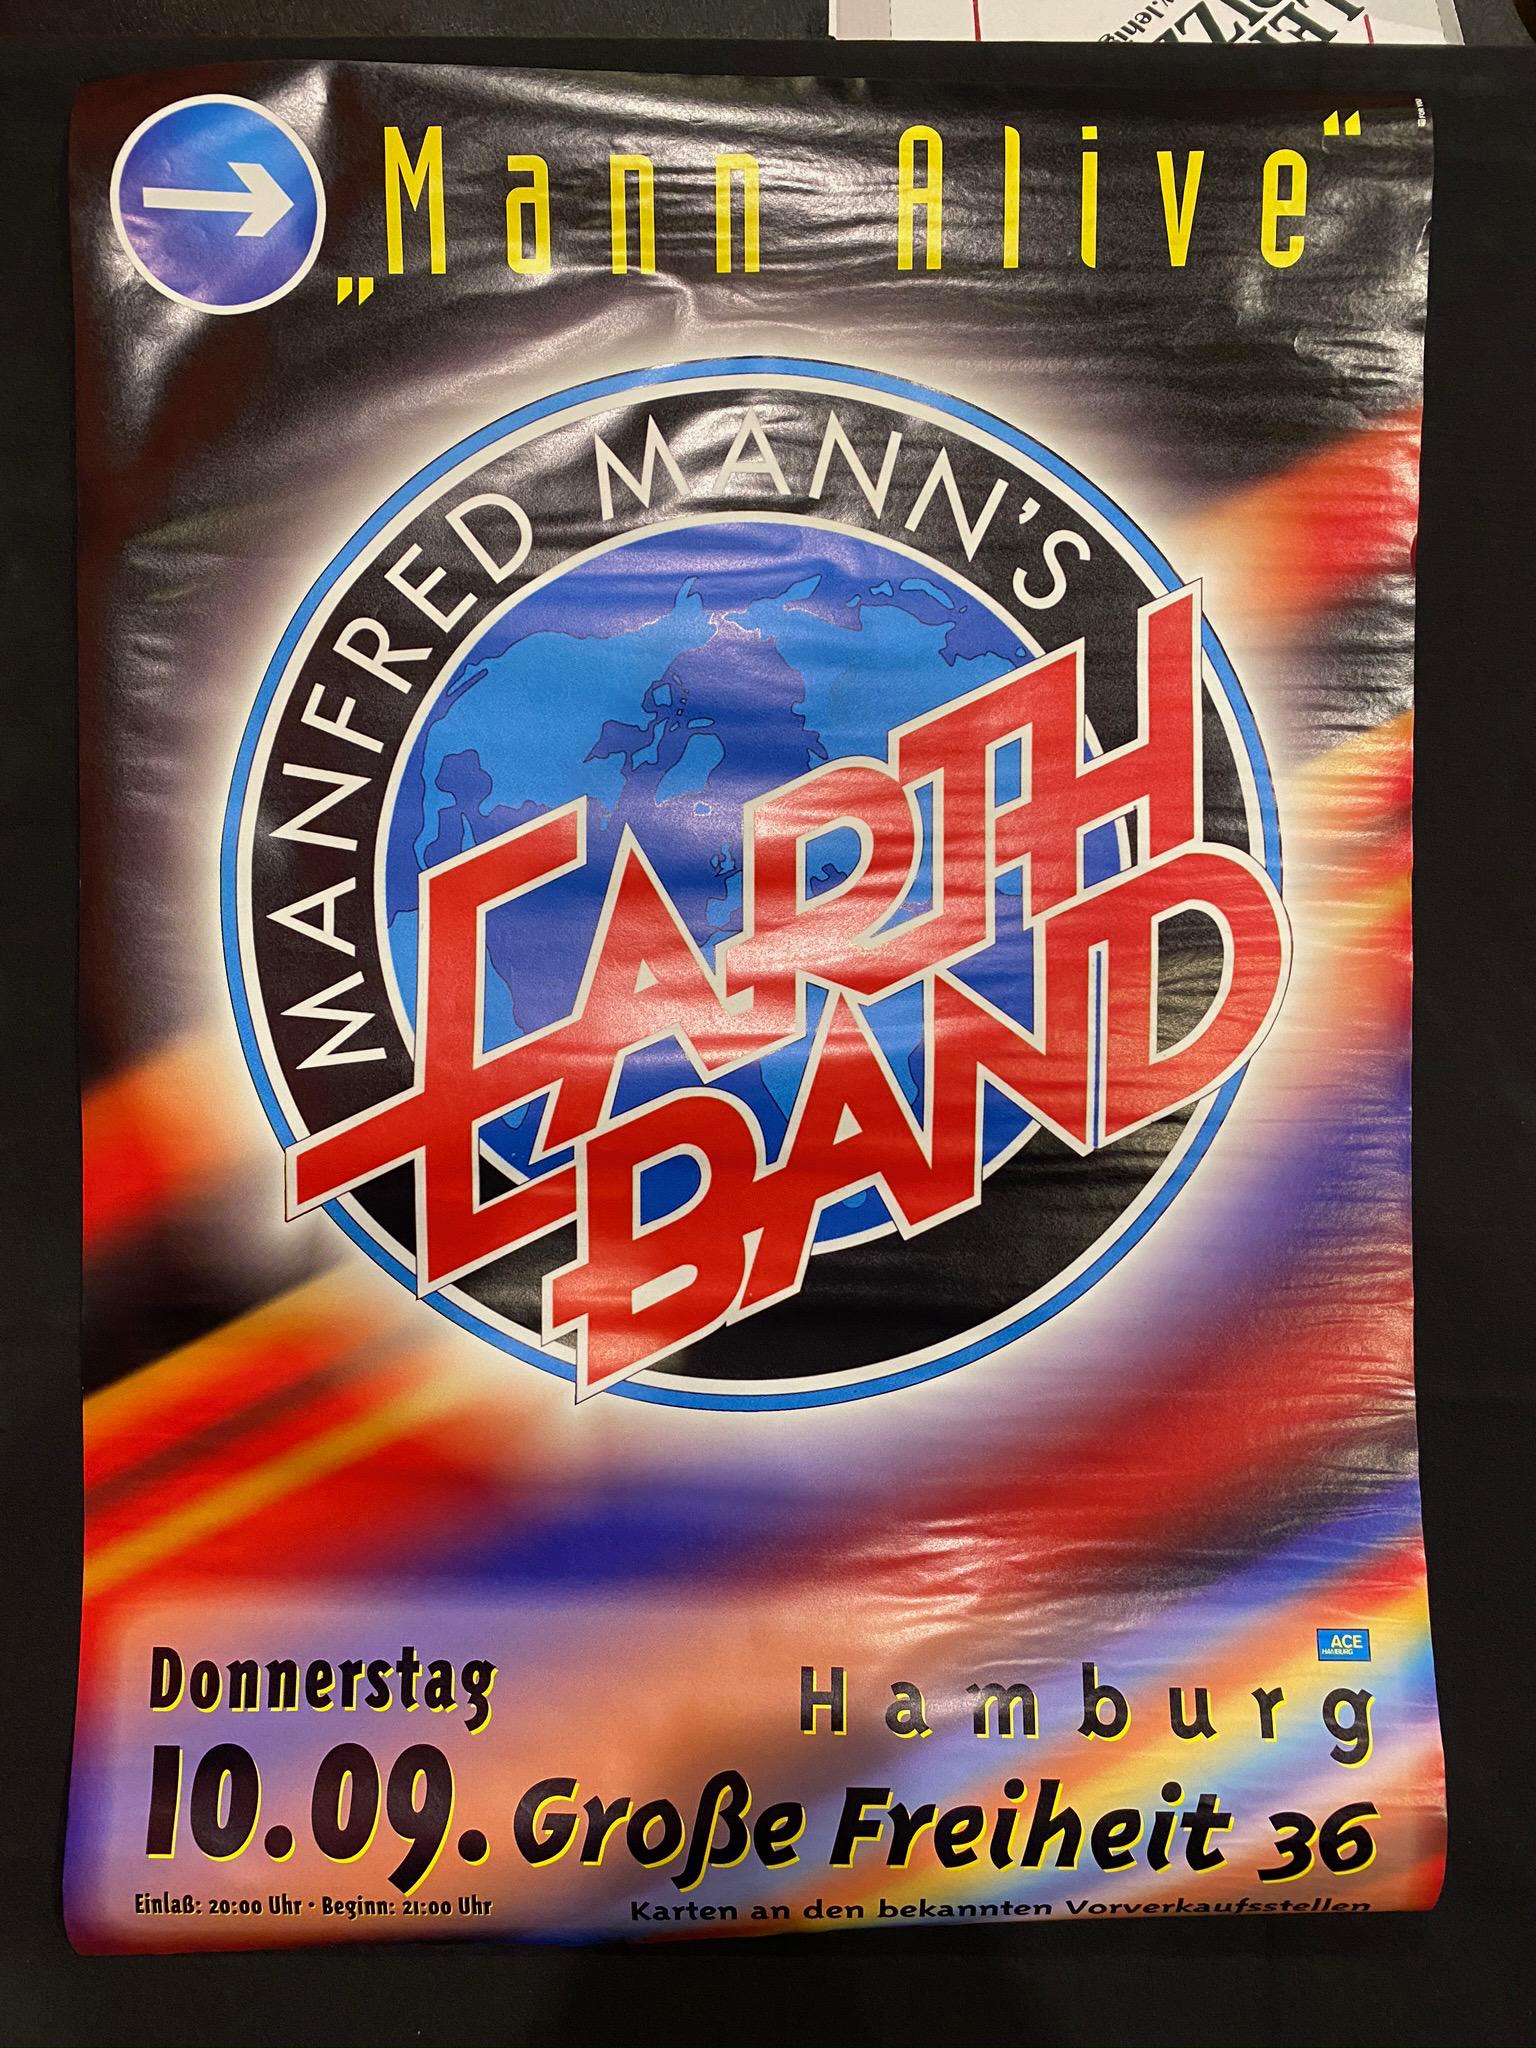 „Mann Alive“
MANFRED MANN'S
EARTH
BAND
ACE
HAMBURG
Donnerstag
Hamburg
10.09. Große Freiheit 36
Einlaß: 20:00 Uhr · Beginn: 21:00 Uhr
Karten an den bekannten Vorverkaufsstellen